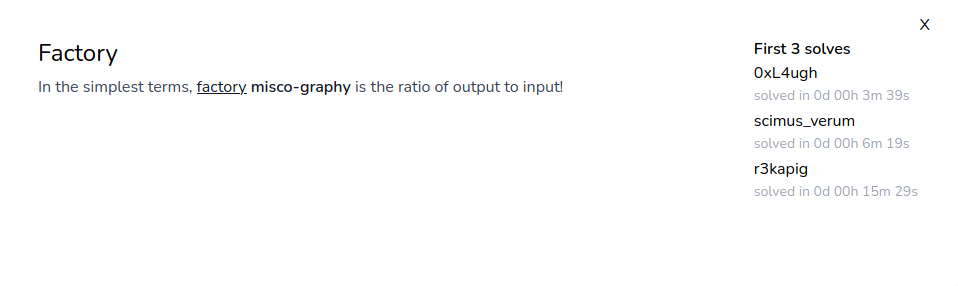 X
Factory
In the simplest terms, factory misco-graphy is the ratio of output to input!
First 3 solves
0xL4ugh
solved in 0d 00h 3m 39s
scimus_verum
solved in 0d 00h 6m 19s
r3kapig
solved in 0d 00h 15m 29s